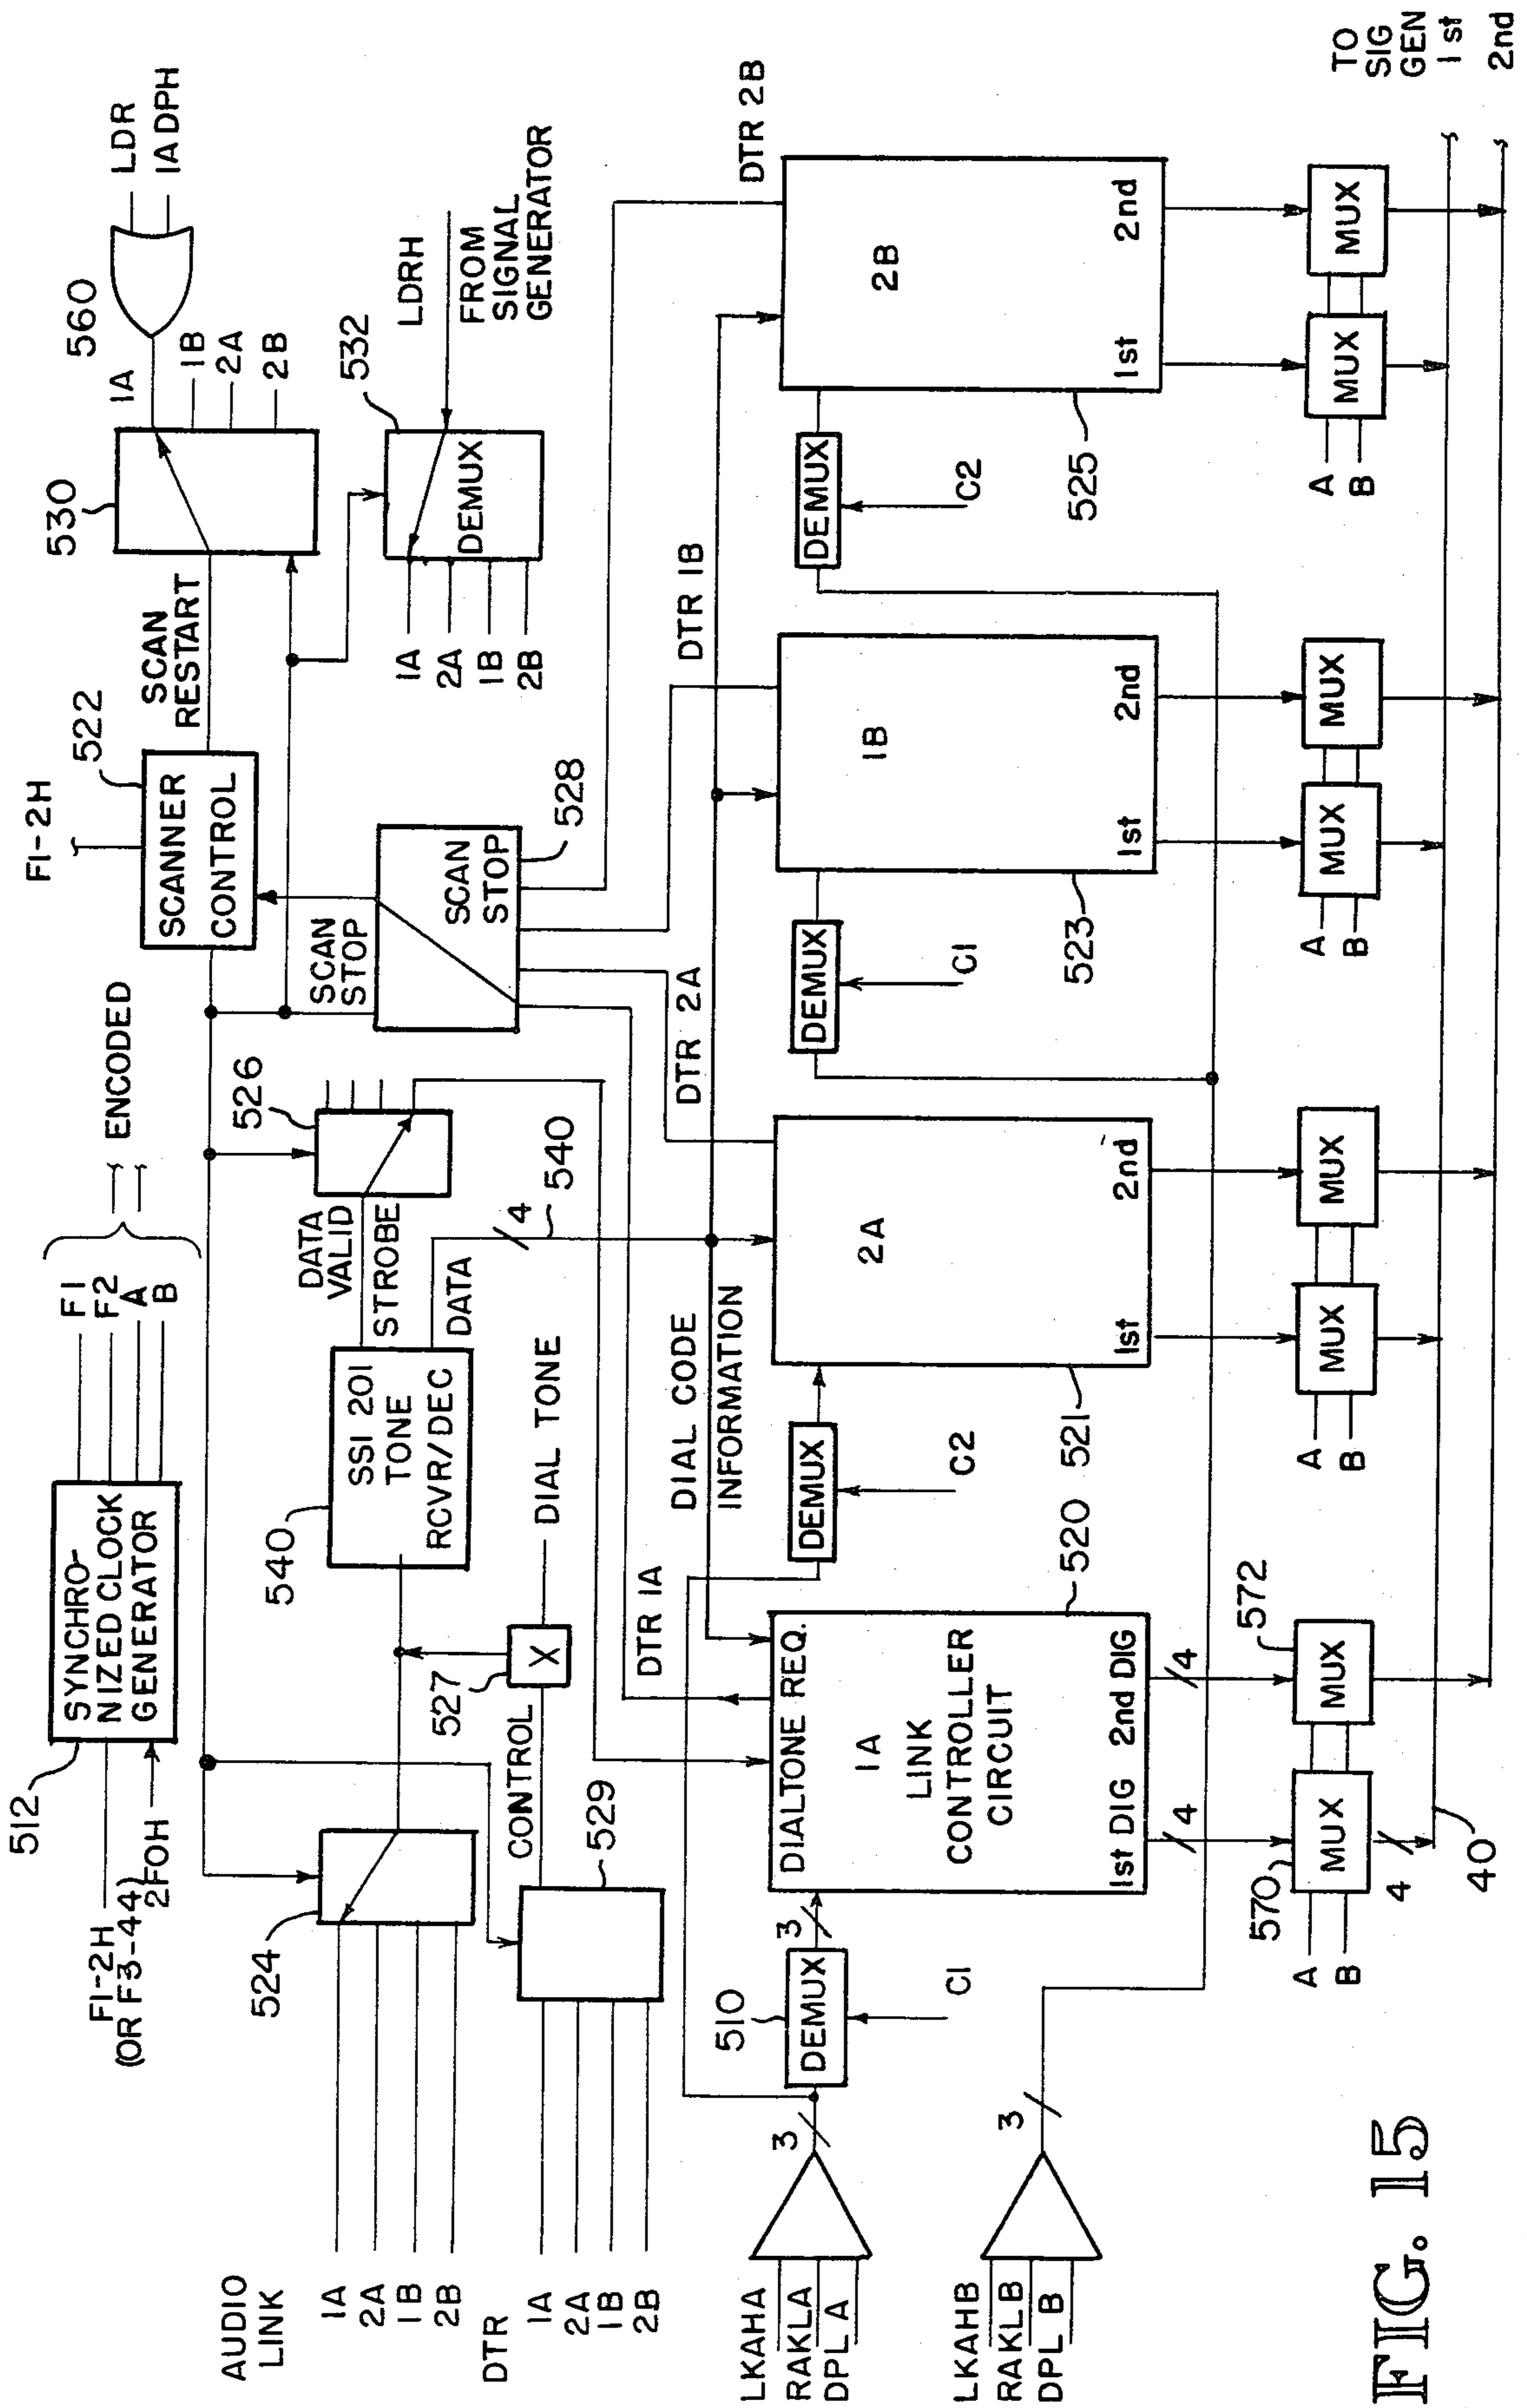 512
SYNCHRO-
NIZED CLOCK
GENERATOR
F1-2H
(OR F3-44)
2FOH
F1
F2
A
B
ENCODED
F1-2H
522
SCANNER
CONTROL
SCAN
RESTART
530
1A
1B
2A
2B
560
LDR
1A DPH
AUDIO
LINK
1A
2A
1B
2B
524
540
SSI 201
TONE
RCVR/DEC
DATA
VALID
STROBE
DATA
526
4
540
SCAN
STOP
SCAN
STOP
528
1A
2A
1B
2B
DEMUX
532
LDRH
FROM
SIGNAL
GENERATOR
DTR
1A
2A
1B
2B
529
CONTROL
527
X
DIAL TONE
DTR 1A
DIAL CODE
INFORMATION
DTR 2A
DTR 1B
DTR 2B
LKAHA
RAKLA
DPL A
3
510
DEMUX
3
C1
DIALTONE REQ.
1A
LINK
CONTROLLER
CIRCUIT
1st DIG
2nd DIG
520
DEMUX
C2
2A
1st
2nd
521
DEMUX
C1
1B
1st
2nd
523
DEMUX
C2
2B
1st
2nd
525
LKAHB
RAKLB
DPL B
3
4
4
570
572
A
B
MUX
MUX
A
B
MUX
MUX
A
B
MUX
MUX
A
B
MUX
MUX
4
40
TO
SIG
GEN
1st
2nd
FIG. 15